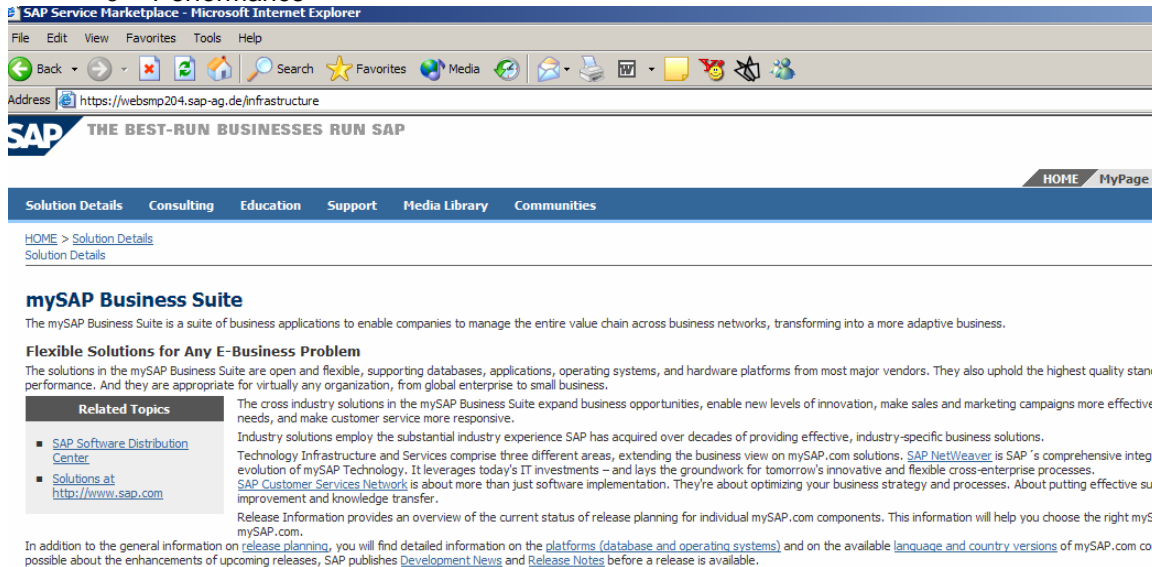 SAP Service Marketplace - Microsoft Internet Explorer
File Edit View Favorites Tools Help
Back Search Favorites Media
Address https://websmp204.sap-ag.de/infrastructure
SAP THE BEST-RUN BUSINESSES RUN SAP
HOME MyPage
Solution Details Consulting Education Support Media Library Communities
HOME > Solution Details
Solution Details
mySAP Business Suite
The mySAP Business Suite is a suite of business applications to enable companies to manage the entire value chain across business networks, transforming into a more adaptive business.
Flexible Solutions for Any E-Business Problem
The solutions in the mySAP Business Suite are open and flexible, supporting databases, applications, operating systems, and hardware platforms from most major vendors. They also uphold the highest quality stan
performance. And they are appropriate for virtually any organization, from global enterprise to small business.
Related Topics
SAP Software Distribution
Center
Solutions at
http://www.sap.com
The cross industry solutions in the mySAP Business Suite expand business opportunities, enable new levels of innovation, make sales and marketing campaigns more effective
needs, and make customer service more responsive.
Industry solutions employ the substantial industry experience SAP has acquired over decades of providing effective, industry-specific business solutions.
Technology Infrastructure and Services comprise three different areas, extending the business view on mySAP.com solutions. SAP NetWeaver is SAP ´s comprehensive integ
evolution of mySAP Technology. It leverages today's IT investments – and lays the groundwork for tomorrow's innovative and flexible cross-enterprise processes.
SAP Customer Services Network is about more than just software implementation. They're about optimizing your business strategy and processes. About putting effective su
improvement and knowledge transfer.
Release Information provides an overview of the current status of release planning for individual mySAP.com components. This information will help you choose the right myS
mySAP.com.
In addition to the general information on release planning, you will find detailed information on the platforms (database and operating systems) and on the available language and country versions of mySAP.com co
possible about the enhancements of upcoming releases, SAP publishes Development News and Release Notes before a release is available.